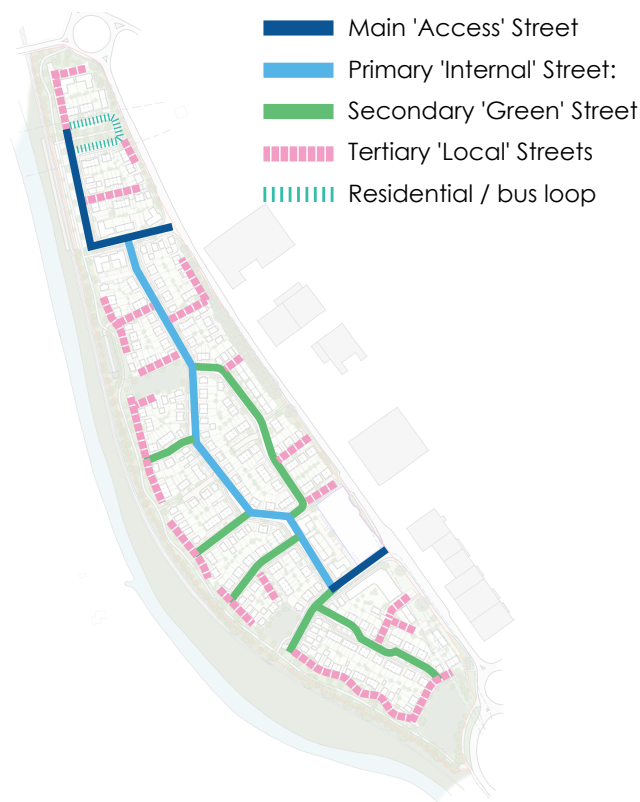 Main 'Access' Street
Primary 'Internal' Street:
Secondary 'Green' Street
Tertiary 'Local' Streets
Residential / bus loop